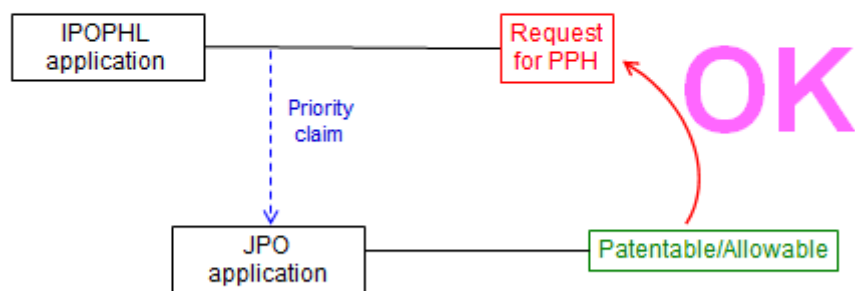 IPOPHL
application
Request
for PPH
OK
Priority
claim
JPO
application
Patentable/Allowable